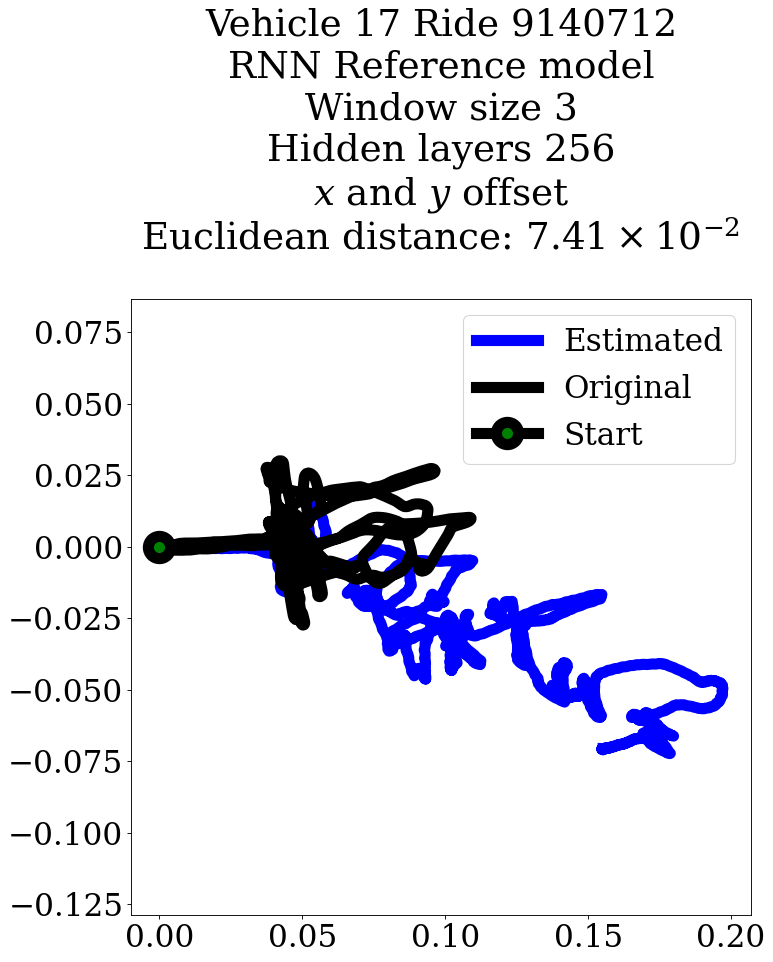 Vehicle 17 Ride 9140712
RNN Reference model
Window size 3
Hidden layers 256
x and y offset
Euclidean distance: 7.41 × 10⁻²
Estimated
Original
Start
0.075
0.050
0.025
0.000
−0.025
−0.050
−0.075
−0.100
−0.125
0.00 0.05 0.10 0.15 0.20